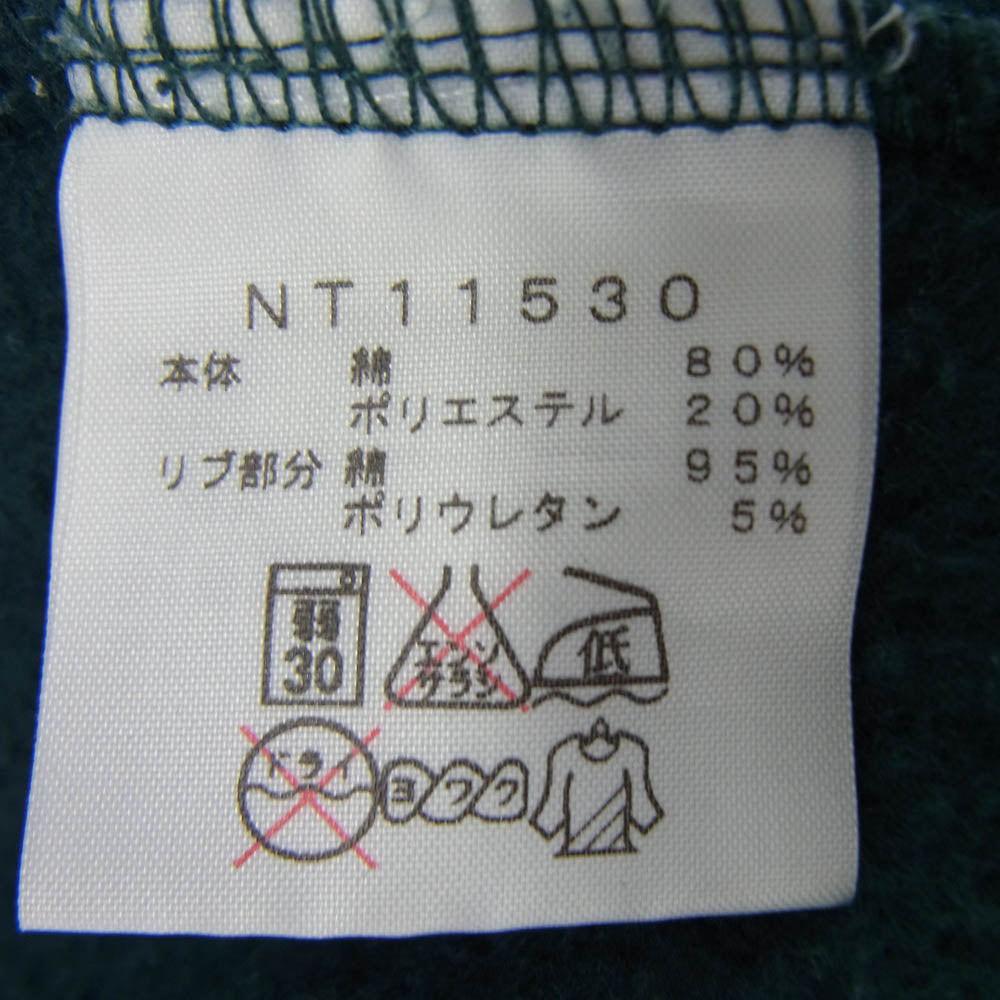 NT11530
本体 綿 80%
ポリエステル 20%
リブ部分 綿 95%
ポリウレタン 5%
弱
30
エンソ
サラシ
低
ドライ
ヨワク